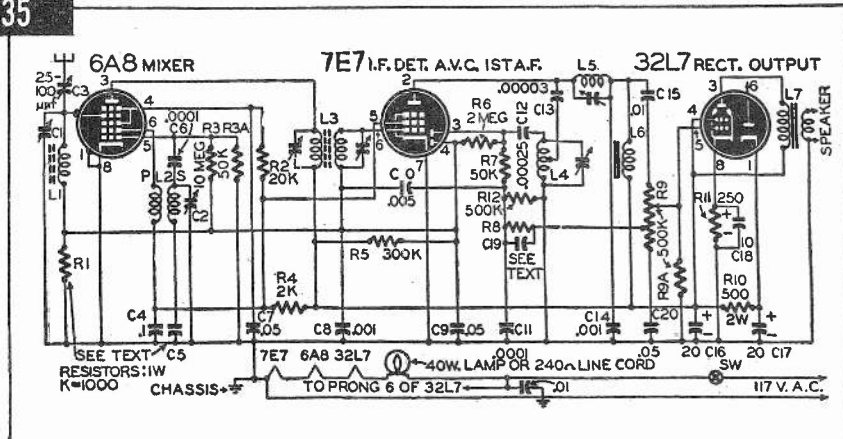 35
6A8 MIXER
7E7 I.F. DET. A.V.C. IST A.F.
32L7 RECT. OUTPUT
25-
100
µµf
C3
3
4
6
5
1
8
.0001
C6
R3 R3A
10 MEG
50K
C1
L1
P L2 S
C2
R2
20K
L3
L
2
5
6
3
4
7
R6
2 MEG
C12
.00003
C13
L5
.01
C15
L6
.00025
L4
R7
50K
C10
.005
R12
500K
R8
C19
SEE
TEXT
R5 300K
R9
500K
R9A
3
6
4
5
8
1
L7
SPEAKER
R11
250
10
C18
R1
R4
2K
R10
500
2W
C4
.1
C5
C7
.05
C8 .001
C9 .05
C11
.0001
C14
.001
C20
.05
20 C16
20 C17
SEE TEXT
RESISTORS: 1W
K=1000
CHASSIS
7E7 6A8 32L7
40W. LAMP OR 240Ω LINE CORD
SW
TO PRONG 6 OF 32L7
.01
117 V. A.C.